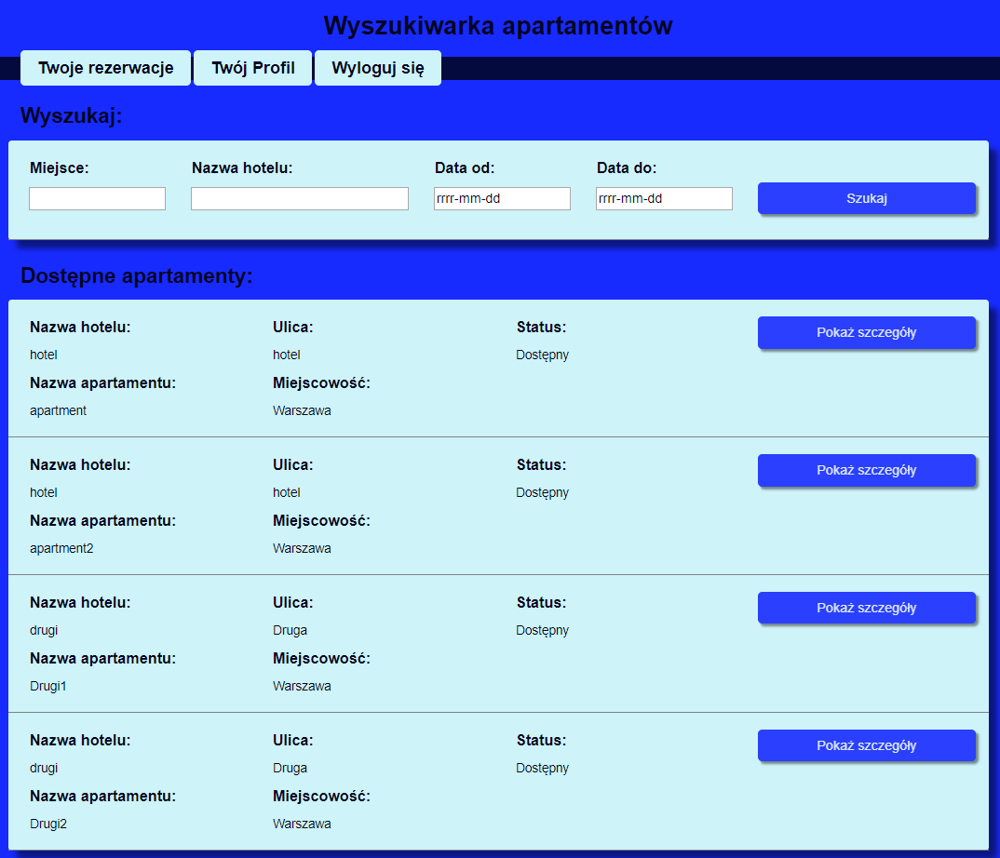 Wyszukiwarka apartamentów
Twoje rezerwacje Twój Profil Wyloguj się
Wyszukaj:
Miejsce: Nazwa hotelu: Data od: Data do:
rrrr-mm-dd rrrr-mm-dd Szukaj
Dostępne apartamenty:
Nazwa hotelu: Ulica: Status: Pokaż szczegóły
hotel hotel Dostępny
Nazwa apartamentu: Miejscowość:
apartment Warszawa
Nazwa hotelu: Ulica: Status: Pokaż szczegóły
hotel hotel Dostępny
Nazwa apartamentu: Miejscowość:
apartment2 Warszawa
Nazwa hotelu: Ulica: Status: Pokaż szczegóły
drugi Druga Dostępny
Nazwa apartamentu: Miejscowość:
Drugi1 Warszawa
Nazwa hotelu: Ulica: Status: Pokaż szczegóły
drugi Druga Dostępny
Nazwa apartamentu: Miejscowość:
Drugi2 Warszawa